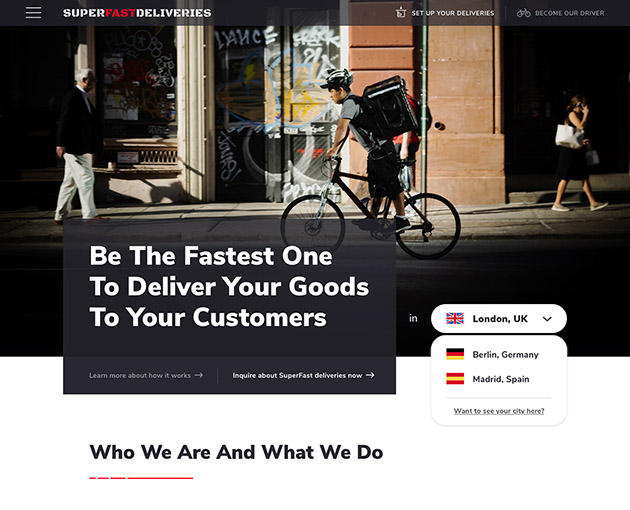 SUPERFASTDELIVERIES
SET UP YOUR DELIVERIES
BECOME OUR DRIVER
Be The Fastest One
To Deliver Your Goods
To Your Customers
in
London, UK
Berlin, Germany
Madrid, Spain
Want to see your city here?
Learn more about how it works
Inquire about SuperFast deliveries now
Who We Are And What We Do